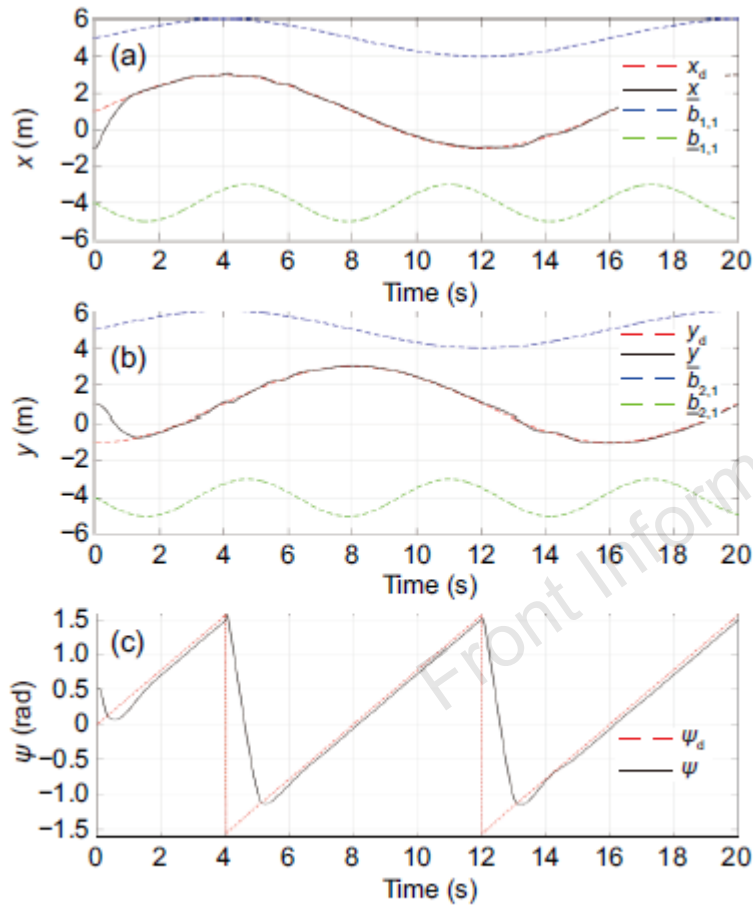 6
4
2
0
−2
−4
−6
x (m)
(a)
x_d
x
b_1,1
b_1,1
0 2 4 6 8 10 12 14 16 18 20
Time (s)
6
4
2
0
−2
−4
−6
y (m)
(b)
y_d
y
b_2,1
b_2,1
0 2 4 6 8 10 12 14 16 18 20
Time (s)
1.5
1.0
0.5
0
−0.5
−1.0
−1.5
ψ (rad)
(c)
ψ_d
ψ
0 2 4 6 8 10 12 14 16 18 20
Time (s)
Front Inform